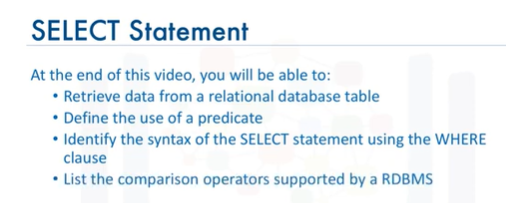 SELECT Statement
At the end of this video, you will be able to:
• Retrieve data from a relational database table
• Define the use of a predicate
• Identify the syntax of the SELECT statement using the WHERE
clause
• List the comparison operators supported by a RDBMS